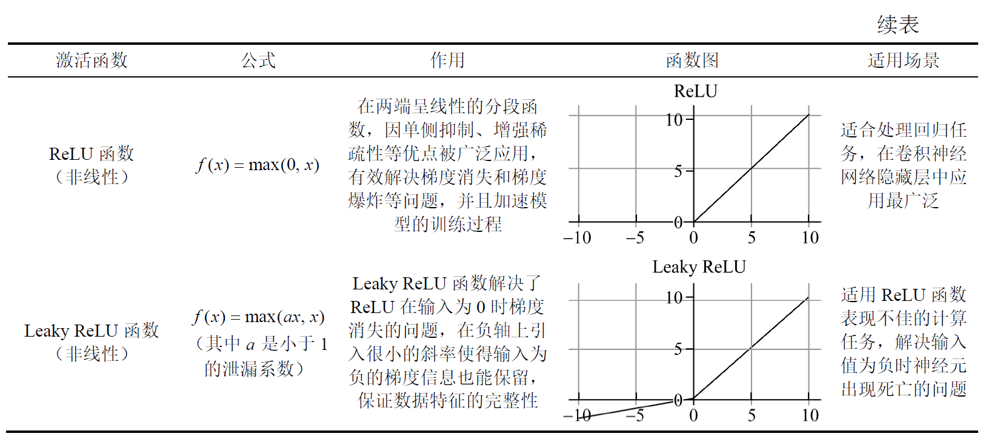 续表
激活函数 公式 作用 函数图 适用场景
ReLU 函数
（非线性）
f (x) = max(0, x)
在两端呈线性的分段函
数，因单侧抑制、增强稀
疏性等优点被广泛应用，
有效解决梯度消失和梯度
爆炸等问题，并且加速模
型的训练过程
ReLU
10
5
0
−10 −5 0 5 10
适合处理回归任
务，在卷积神经
网络隐藏层中应
用最广泛
Leaky ReLU 函数
（非线性）
f (x) = max(ax, x)
（其中 a 是小于 1
的泄漏系数）
Leaky ReLU 函数解决了
ReLU 在输入为 0 时梯度
消失的问题，在负轴上引
入很小的斜率使得输入为
负的梯度信息也能保留，
保证数据特征的完整性
Leaky ReLU
10
5
0
−10 −5 0 5 10
适用 ReLU 函数
表现不佳的计算
任务，解决输入
值为负时神经元
出现死亡的问题